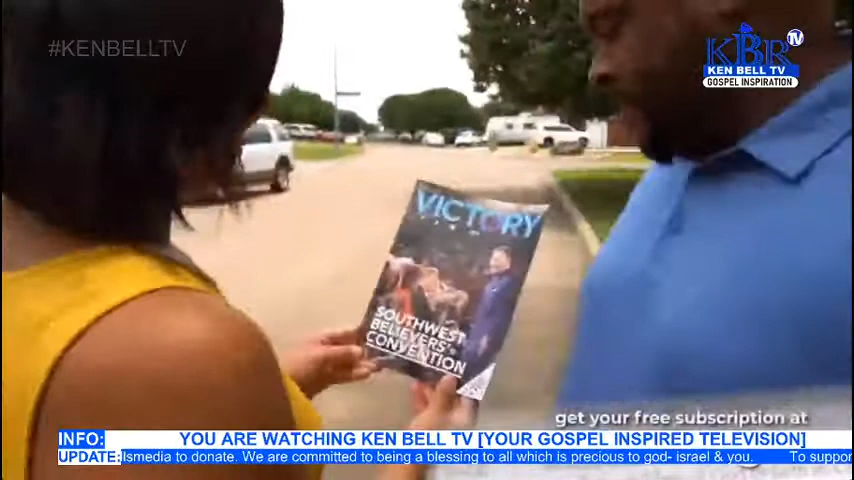 #KENBELLTV
KBR TV
KEN BELL TV
GOSPEL INSPIRATION
VICTORY
SOUTHWEST
BELIEVERS'
CONVENTION
get your free subscription at
INFO: YOU ARE WATCHING KEN BELL TV [YOUR GOSPEL INSPIRED TELEVISION]
UPDATE: lsmedia to donate. We are committed to being a blessing to all which is precious to god- israel & you. To suppor